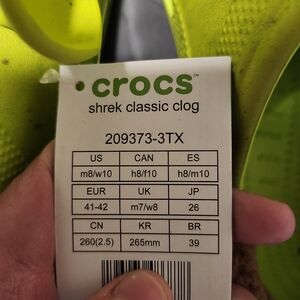 crocs™
shrek classic clog
209373-3TX
US CAN ES
m8/w10 h8/f10 h8/m10
EUR UK JP
41-42 m7/w8 26
CN KR BR
260(2.5) 265mm 39